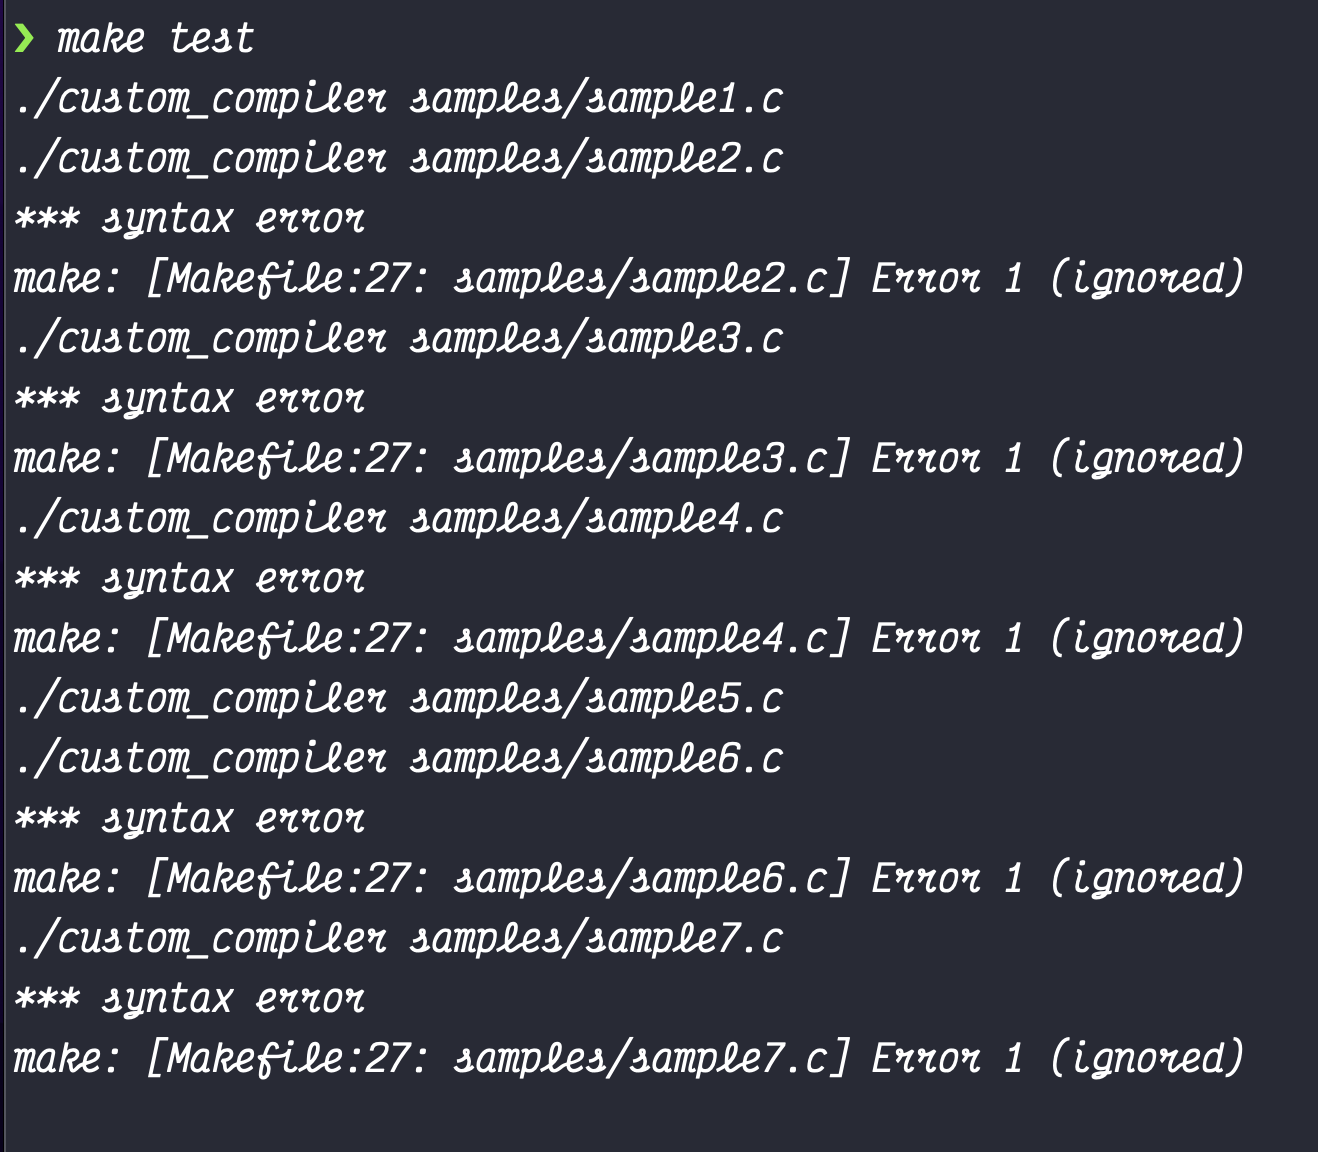 ❯ make test
./custom_compiler samples/sample1.c
./custom_compiler samples/sample2.c
*** syntax error
make: [Makefile:27: samples/sample2.c] Error 1 (ignored)
./custom_compiler samples/sample3.c
*** syntax error
make: [Makefile:27: samples/sample3.c] Error 1 (ignored)
./custom_compiler samples/sample4.c
*** syntax error
make: [Makefile:27: samples/sample4.c] Error 1 (ignored)
./custom_compiler samples/sample5.c
./custom_compiler samples/sample6.c
*** syntax error
make: [Makefile:27: samples/sample6.c] Error 1 (ignored)
./custom_compiler samples/sample7.c
*** syntax error
make: [Makefile:27: samples/sample7.c] Error 1 (ignored)